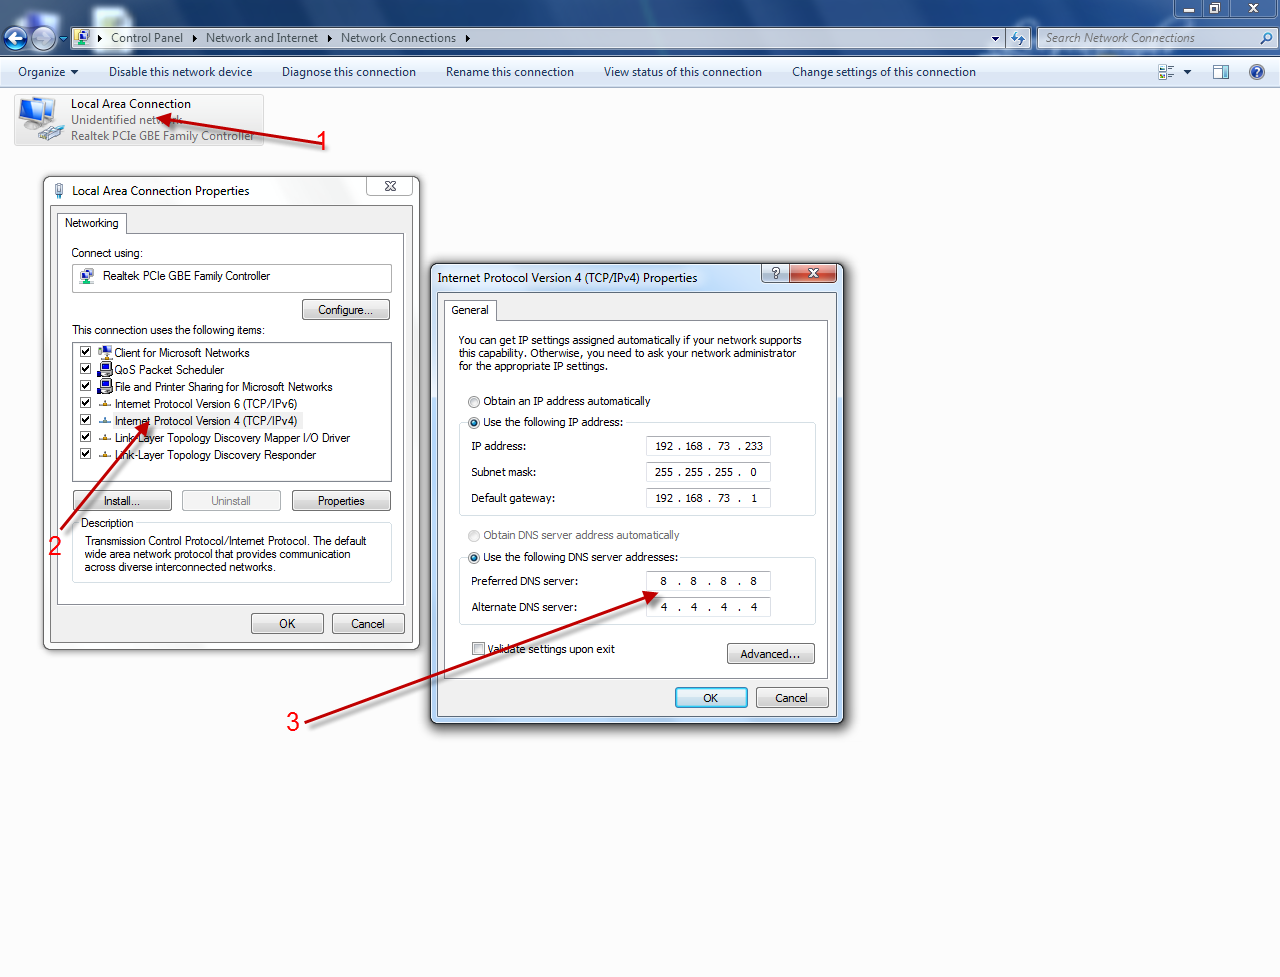 Control Panel Network and Internet Network Connections
Search Network Connections
Organize Disable this network device Diagnose this connection Rename this connection View status of this connection Change settings of this connection
Local Area Connection
Unidentified network
Realtek PCIe GBE Family Controller
1
Local Area Connection Properties
Networking
Connect using:
Realtek PCIe GBE Family Controller
Configure...
This connection uses the following items:
Client for Microsoft Networks
QoS Packet Scheduler
File and Printer Sharing for Microsoft Networks
Internet Protocol Version 6 (TCP/IPv6)
Internet Protocol Version 4 (TCP/IPv4)
Link-Layer Topology Discovery Mapper I/O Driver
Link-Layer Topology Discovery Responder
Install... Uninstall Properties
2
Description
Transmission Control Protocol/Internet Protocol. The default
wide area network protocol that provides communication
across diverse interconnected networks.
OK Cancel
Internet Protocol Version 4 (TCP/IPv4) Properties
General
You can get IP settings assigned automatically if your network supports
this capability. Otherwise, you need to ask your network administrator
for the appropriate IP settings.
Obtain an IP address automatically
Use the following IP address:
IP address: 192 . 168 . 73 . 233
Subnet mask: 255 . 255 . 255 . 0
Default gateway: 192 . 168 . 73 . 1
Obtain DNS server address automatically
Use the following DNS server addresses:
Preferred DNS server: 8 . 8 . 8 . 8
Alternate DNS server: 4 . 4 . 4 . 4
Validate settings upon exit
Advanced...
OK Cancel
3